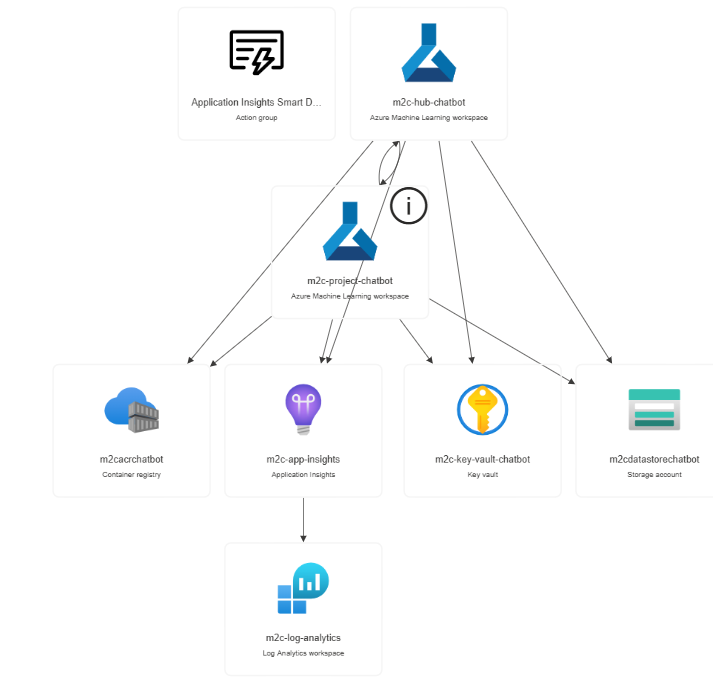 Application Insights Smart D...
Action group
m2c-hub-chatbot
Azure Machine Learning workspace
i
m2c-project-chatbot
Azure Machine Learning workspace
m2cacrchatbot
Container registry
m2c-app-insights
Application Insights
m2c-key-vault-chatbot
Key vault
m2cdatastorechatbot
Storage account
m2c-log-analytics
Log Analytics workspace